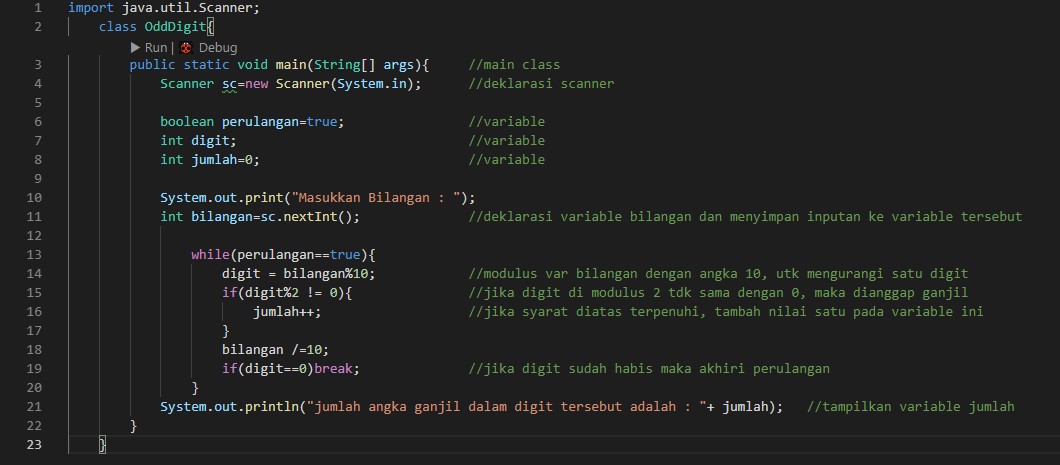 1 import java.util.Scanner;
2 class OddDigit{
Run | Debug
3 public static void main(String[] args){ //main class
4 Scanner sc=new Scanner(System.in); //deklarasi scanner
5
6 boolean perulangan=true; //variable
7 int digit; //variable
8 int jumlah=0; //variable
9
10 System.out.print("Masukkan Bilangan : ");
11 int bilangan=sc.nextInt(); //deklarasi variable bilangan dan menyimpan inputan ke variable tersebut
12
13 while(perulangan==true){
14 digit = bilangan%10; //modulus var bilangan dengan angka 10, utk mengurangi satu digit
15 if(digit%2 != 0){ //jika digit di modulus 2 tdk sama dengan 0, maka dianggap ganjil
16 jumlah++; //jika syarat diatas terpenuhi, tambah nilai satu pada variable ini
17 }
18 bilangan /=10;
19 if(digit==0)break; //jika digit sudah habis maka akhiri perulangan
20 }
21 System.out.println("jumlah angka ganjil dalam digit tersebut adalah : "+ jumlah); //tampilkan variable jumlah
22 }
23 }